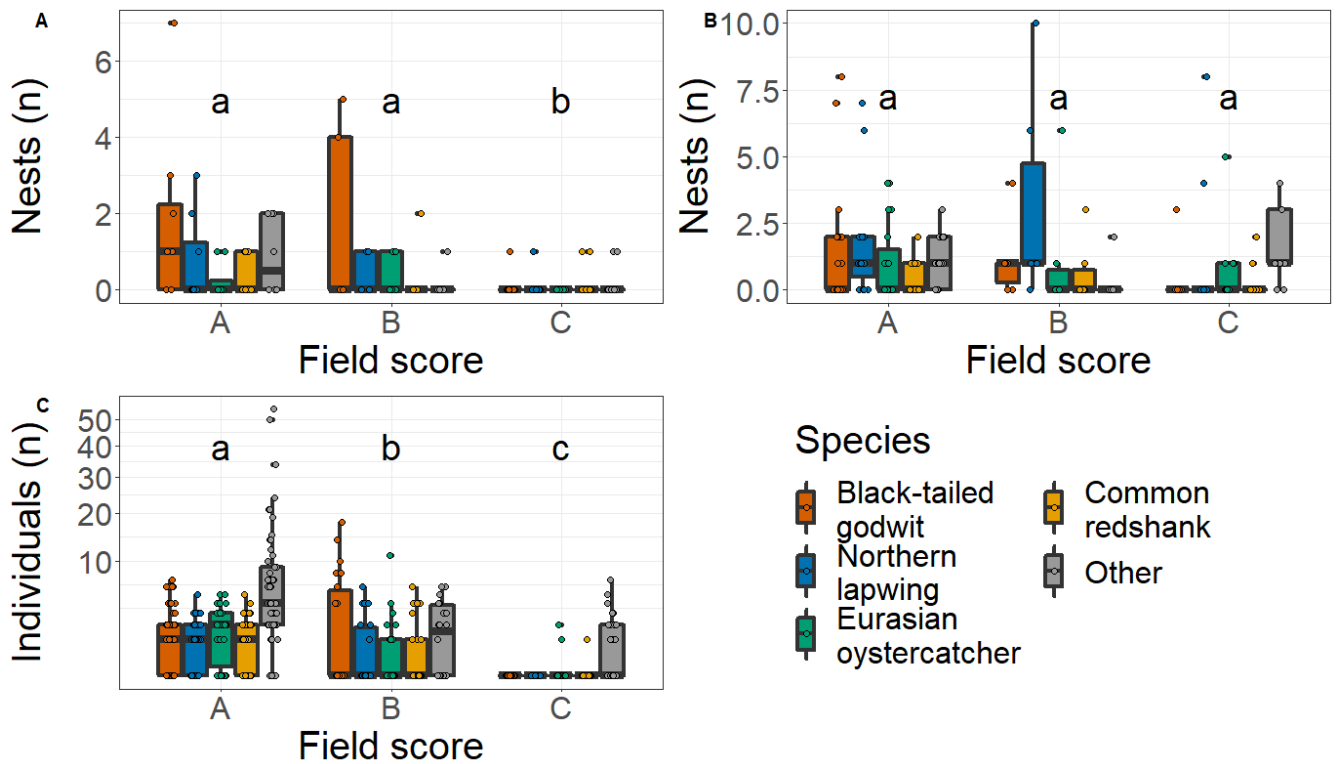 A
Nests (n)
6
4
2
0
a
a
b
A
B
C
Field score
B
Nests (n)
10.0
7.5
5.0
2.5
0.0
a
a
a
A
B
C
Field score
C
Individuals (n)
50
40
30
20
10
a
b
c
A
B
C
Field score
Species
Black-tailed
godwit
Northern
lapwing
Eurasian
oystercatcher
Common
redshank
Other